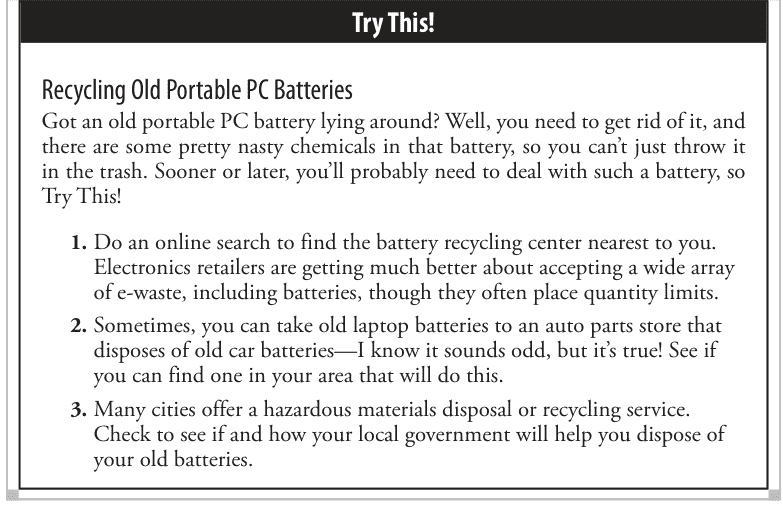 Try This!
Recycling Old Portable PC Batteries
Got an old portable PC battery lying around? Well, you need to get rid of it, and
there are some pretty nasty chemicals in that battery, so you can’t just throw it
in the trash. Sooner or later, you’ll probably need to deal with such a battery, so
Try This!
1. Do an online search to find the battery recycling center nearest to you.
Electronics retailers are getting much better about accepting a wide array
of e-waste, including batteries, though they often place quantity limits.
2. Sometimes, you can take old laptop batteries to an auto parts store that
disposes of old car batteries—I know it sounds odd, but it’s true! See if
you can find one in your area that will do this.
3. Many cities offer a hazardous materials disposal or recycling service.
Check to see if and how your local government will help you dispose of
your old batteries.